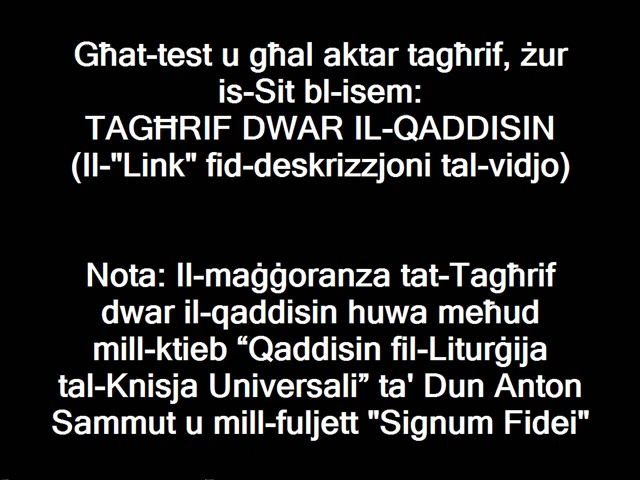 Għat-test u għal aktar tagħrif, żur
is-Sit bl-isem:
TAGĦRIF DWAR IL-QADDISIN
(Il-"Link" fid-deskrizzjoni tal-vidjo)
Nota: Il-maġġoranza tat-Tagħrif
dwar il-qaddisin huwa meħud
mill-ktieb “Qaddisin fil-Liturġija
tal-Knisja Universali” ta' Dun Anton
Sammut u mill-fuljett "Signum Fidei"